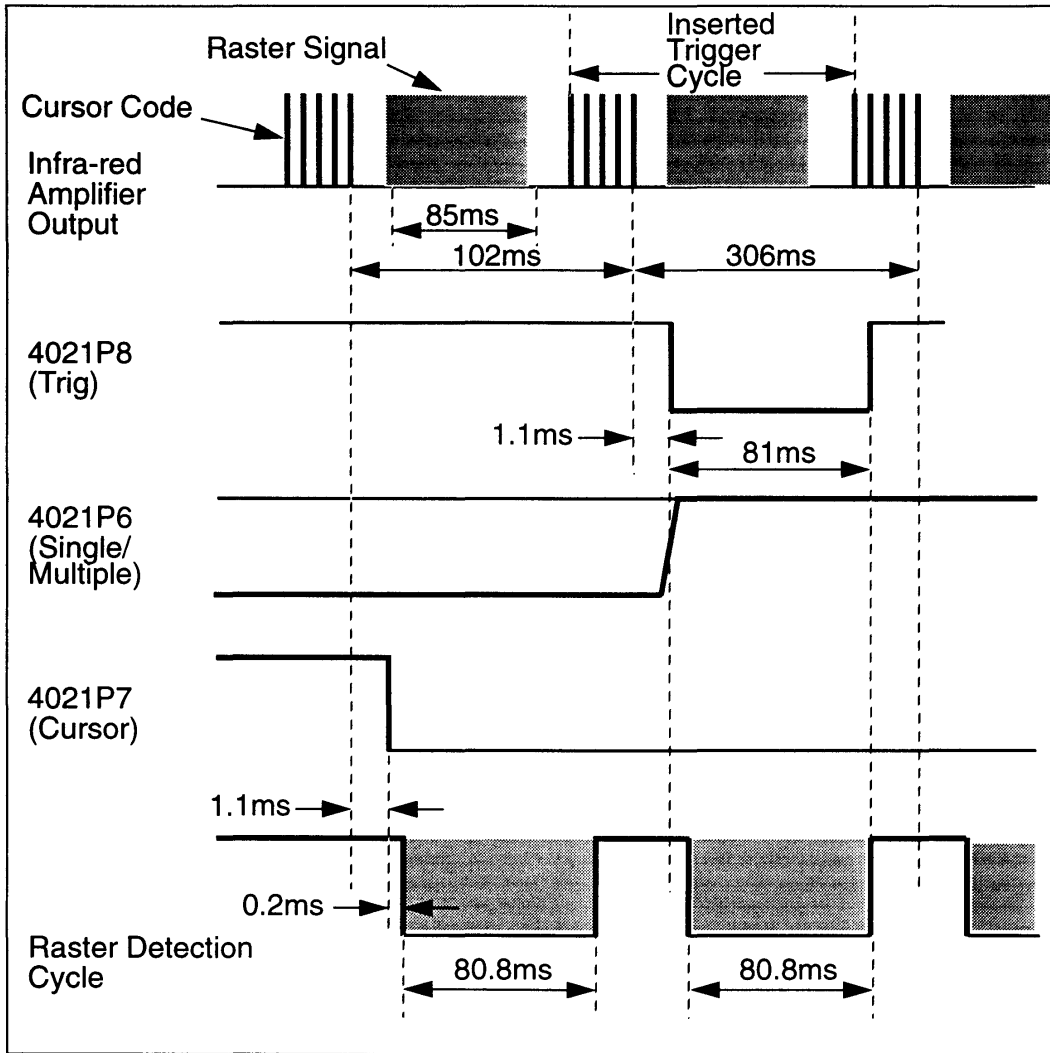 Raster Signal
Inserted
Trigger
Cycle
Cursor Code
Infra-red
Amplifier
Output
85ms
102ms
306ms
4021P8
(Trig)
1.1ms
81ms
4021P6
(Single/
Multiple)
4021P7
(Cursor)
1.1ms
0.2ms
Raster Detection
Cycle
80.8ms
80.8ms